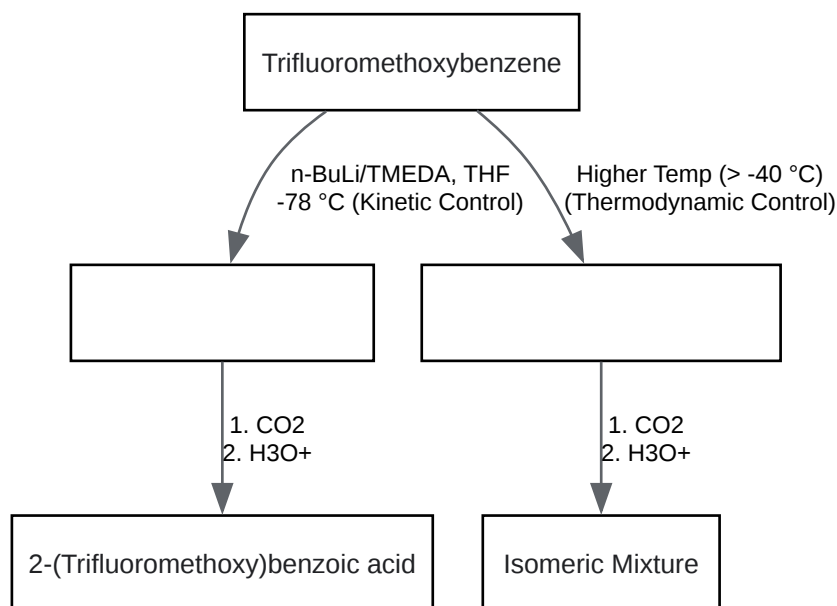 Trifluoromethoxybenzene
n-BuLi/TMEDA, THF
-78 °C (Kinetic Control)
Higher Temp (> -40 °C)
(Thermodynamic Control)
1. CO2
2. H3O+
1. CO2
2. H3O+
2-(Trifluoromethoxy)benzoic acid
Isomeric Mixture